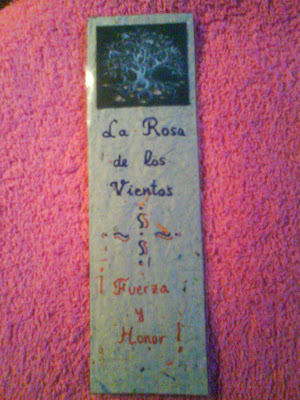 La Rosa
de los
Vientos
Fuerza
y
Honor